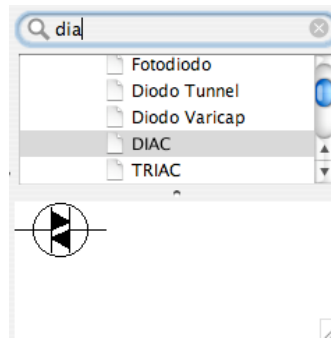 dia
Fotodiodo
Diodo Tunnel
Diodo Varicap
DIAC
TRIAC